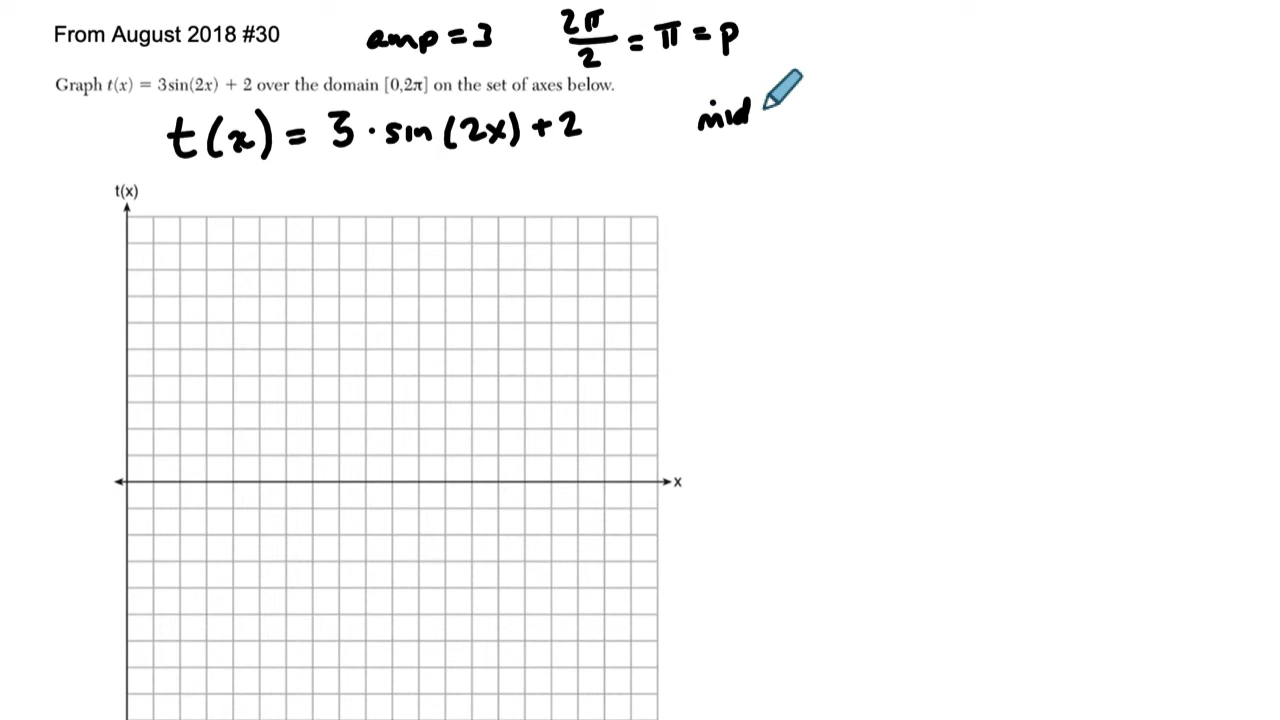 From August 2018 #30
amp = 3
2π/2 = π = p
Graph t(x) = 3sin(2x) + 2 over the domain [0,2π] on the set of axes below.
t(x) = 3 · sin(2x) + 2
mid
t(x)
x